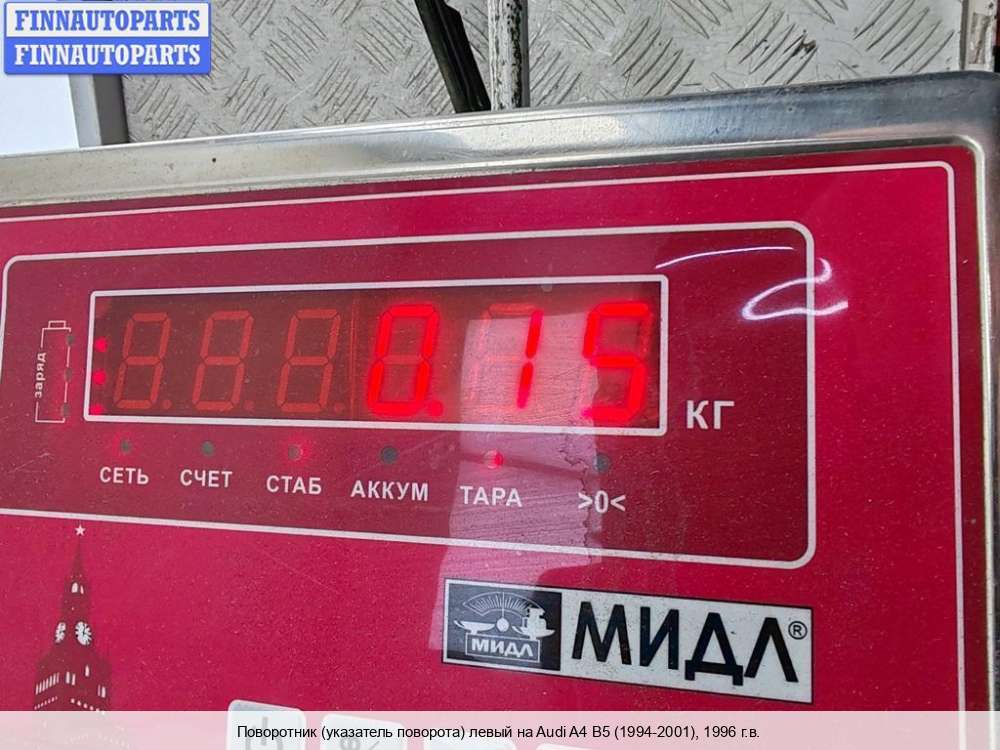 FINNAUTOPARTS
FINNAUTOPARTS
заряд
0.15
КГ
СЕТЬ СЧЕТ СТАБ АККУМ ТАРА >0<
МИДЛ МИДЛ®
Поворотник (указатель поворота) левый на Audi A4 B5 (1994-2001), 1996 г.в.